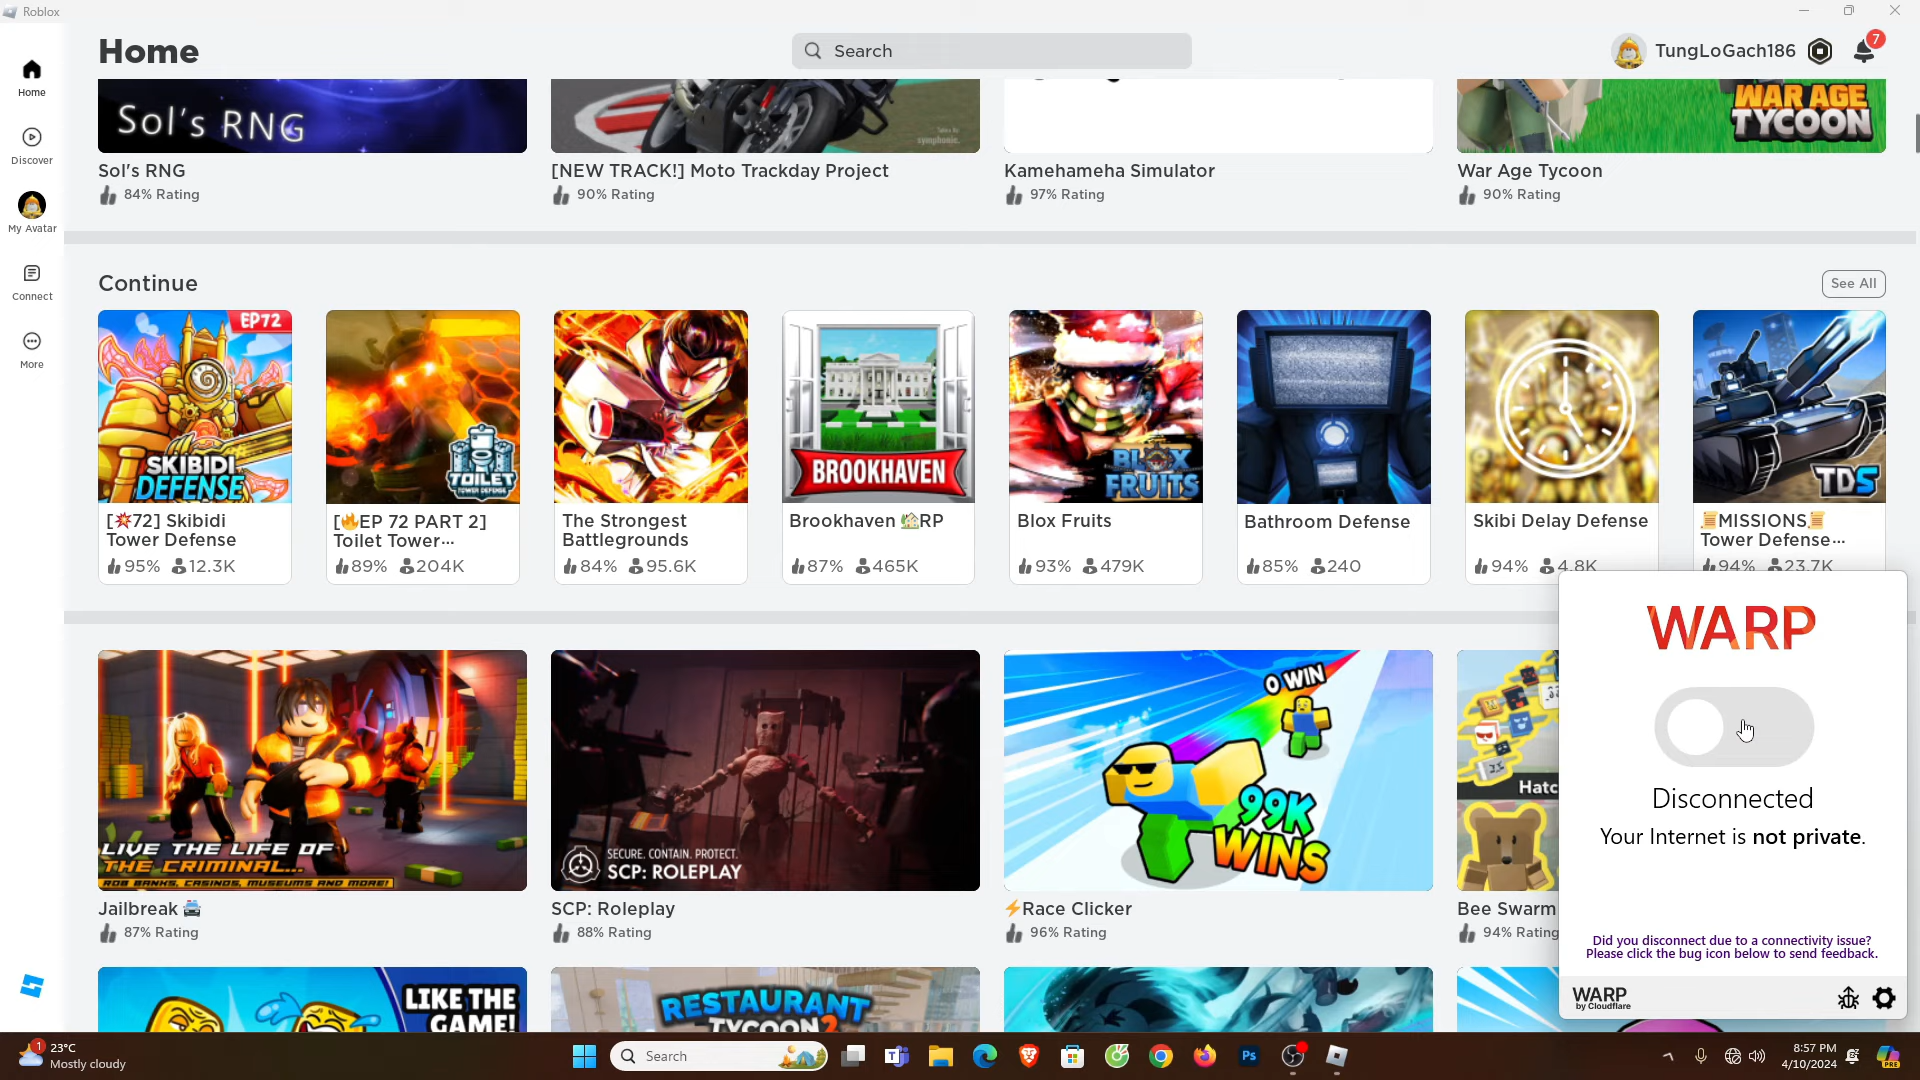 Roblox
Home
Search
TungLoGach186
7
Home
Discover
My Avatar
Connect
More
Sol's RNG
symphonic.
WAR AGE
TYCOON
Sol's RNG
84% Rating
[NEW TRACK!] Moto Trackday Project
90% Rating
Kamehameha Simulator
97% Rating
War Age Tycoon
90% Rating
Continue
See All
EP72
SKIBIDI
DEFENSE
TOILET
TOWER DEFENSE
BROOKHAVEN
BLOX
FRUITS
TDS
[💥72] Skibidi
Tower Defense
95% 12.3K
[🔥EP 72 PART 2]
Toilet Tower...
89% 204K
The Strongest
Battlegrounds
84% 95.6K
Brookhaven 🏡RP
87% 465K
Blox Fruits
93% 479K
Bathroom Defense
85% 240
Skibi Delay Defense
94% 4.8K
📜MISSIONS📜
Tower Defense...
94% 23.7K
LIVE THE LIFE OF
THE CRIMINAL...
ROB BANKS, CASINOS, MUSEUMS AND MORE!
SECURE. CONTAIN. PROTECT.
SCP: ROLEPLAY
0 WIN
99K
WINS
Hatc
Jailbreak 🚔
87% Rating
SCP: Roleplay
88% Rating
⚡Race Clicker
96% Rating
Bee Swarm
94% Rating
LIKE THE
GAME!
RESTAURANT
TYCOON 2
WARP
Disconnected
Your Internet is not private.
Did you disconnect due to a connectivity issue?
Please click the bug icon below to send feedback.
WARP
by Cloudflare
1
23°C
Mostly cloudy
Search
Ps
8:57 PM
4/10/2024
PRE